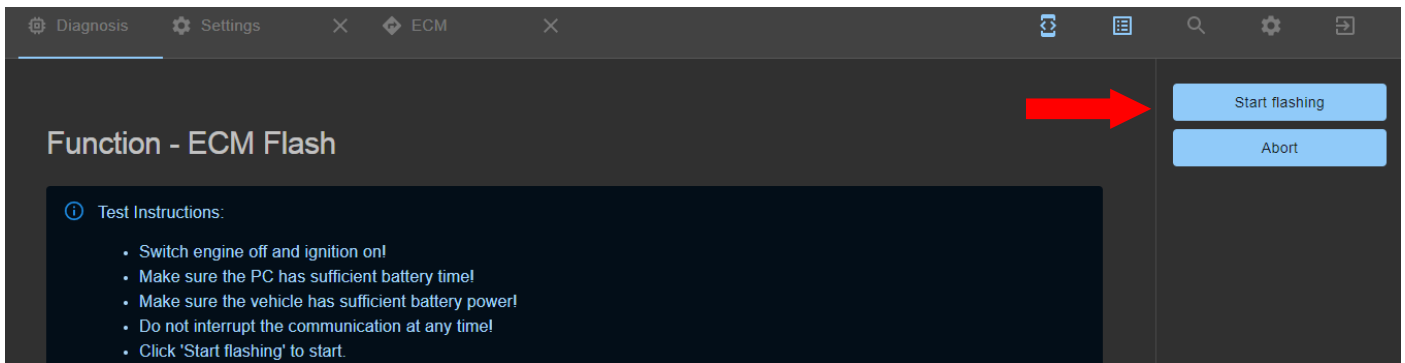 Diagnosis Settings ECM
Start flashing
Abort
Function - ECM Flash
Test Instructions:
• Switch engine off and ignition on!
• Make sure the PC has sufficient battery time!
• Make sure the vehicle has sufficient battery power!
• Do not interrupt the communication at any time!
• Click 'Start flashing' to start.